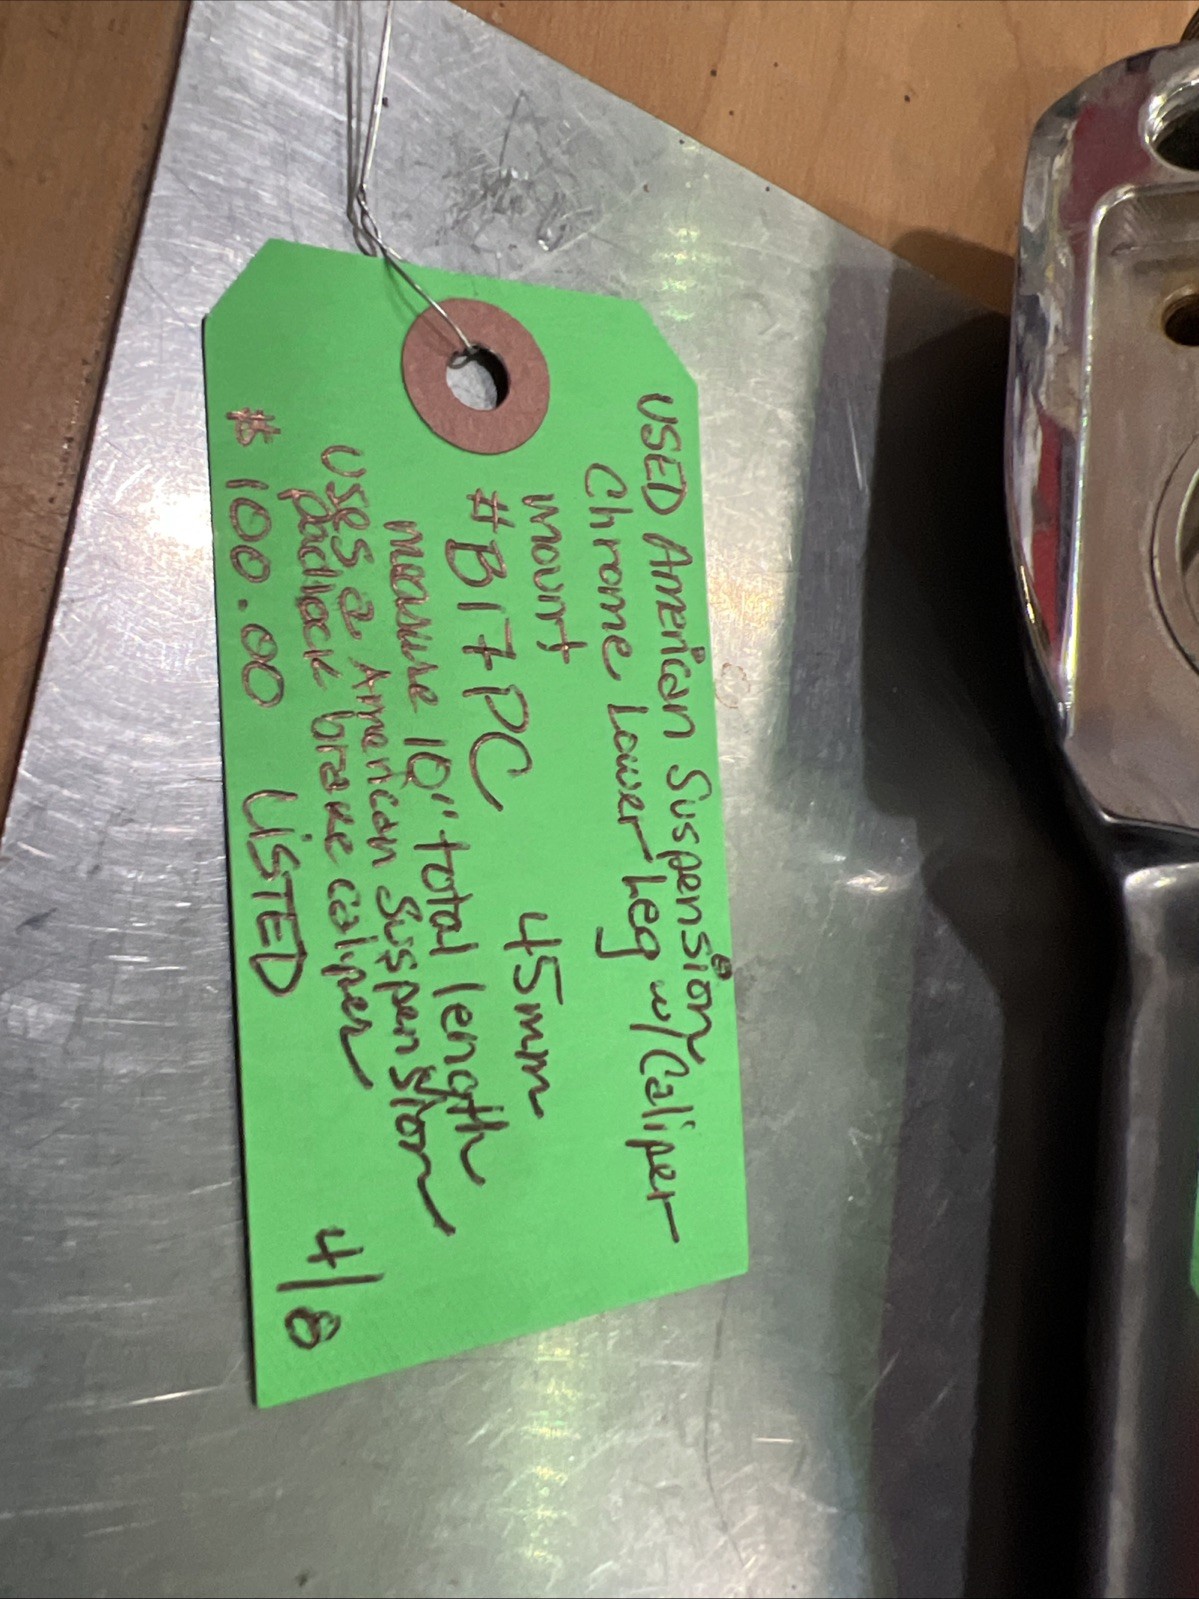 USED American Suspension
Chrome Lower Leg w/Caliper
mount 45mm
#B17PC
measure 10" total length
uses a American Suspension
padlock brake caliper
$100.00 LISTED 4/8